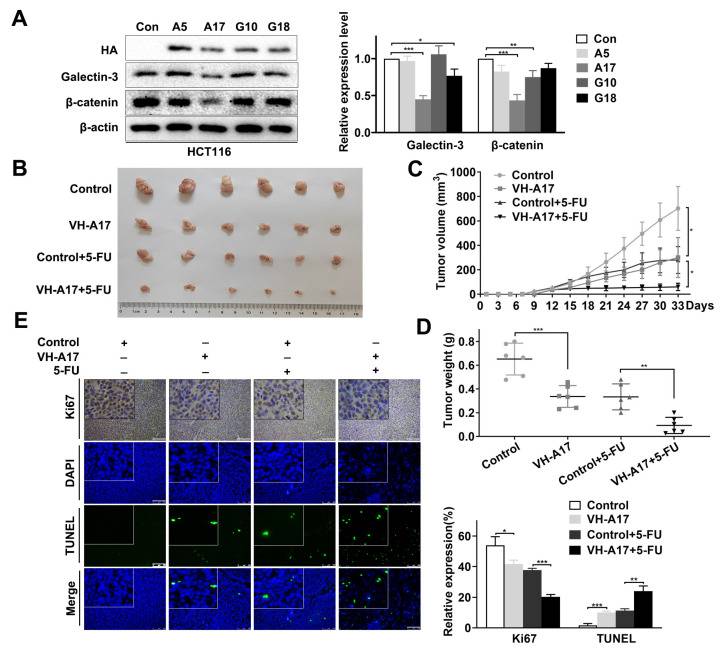 A
Con A5 A17 G10 G18
HA
Galectin-3
β-catenin
β-actin
HCT116
Relative expression level
1.0
0.5
0.0
*
***
**
***
Galectin-3 β-catenin
Con
A5
A17
G10
G18
B
Control
VH-A17
Control+5-FU
VH-A17+5-FU
C
Tumor volume (mm³)
1000
800
600
400
200
0
Control
VH-A17
Control+5-FU
VH-A17+5-FU
*
*
0 1 3 5 7 9 12 15 18 21 24 27 30 33 Days
D
Tumor weight (g)
0.8
0.6
0.4
0.2
0.0
***
**
Control
VH-A17
Control+5-FU
VH-A17+5-FU
E
Control + – + –
VH-A17 – + – +
5-FU – – + +
Ki67
DAPI
TUNEL
Merge
Relative expression(%)
60
40
20
0
Control
VH-A17
Control+5-FU
VH-A17+5-FU
*
***
***
**
Ki67 TUNEL